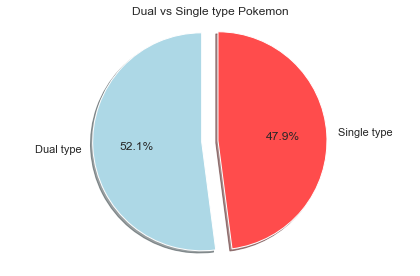 Dual vs Single type Pokemon
Single type
47.9%
52.1%
Dual type